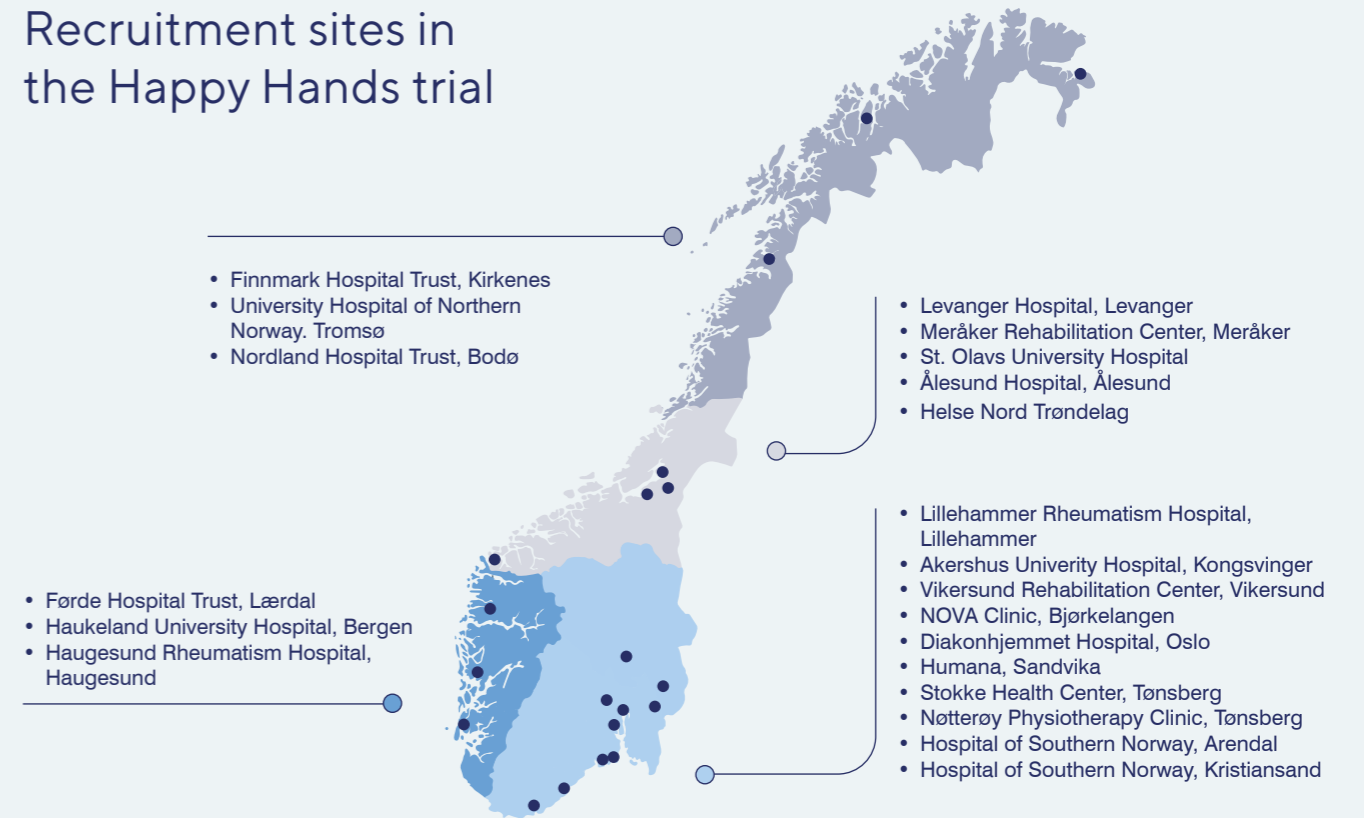 Recruitment sites in
the Happy Hands trial
• Finnmark Hospital Trust, Kirkenes
• University Hospital of Northern
Norway. Tromsø
• Nordland Hospital Trust, Bodø
• Levanger Hospital, Levanger
• Meråker Rehabilitation Center, Meråker
• St. Olavs University Hospital
• Ålesund Hospital, Ålesund
• Helse Nord Trøndelag
• Førde Hospital Trust, Lærdal
• Haukeland University Hospital, Bergen
• Haugesund Rheumatism Hospital,
Haugesund
• Lillehammer Rheumatism Hospital,
Lillehammer
• Akershus Univerity Hospital, Kongsvinger
• Vikersund Rehabilitation Center, Vikersund
• NOVA Clinic, Bjørkelangen
• Diakonhjemmet Hospital, Oslo
• Humana, Sandvika
• Stokke Health Center, Tønsberg
• Nøtterøy Physiotherapy Clinic, Tønsberg
• Hospital of Southern Norway, Arendal
• Hospital of Southern Norway, Kristiansand